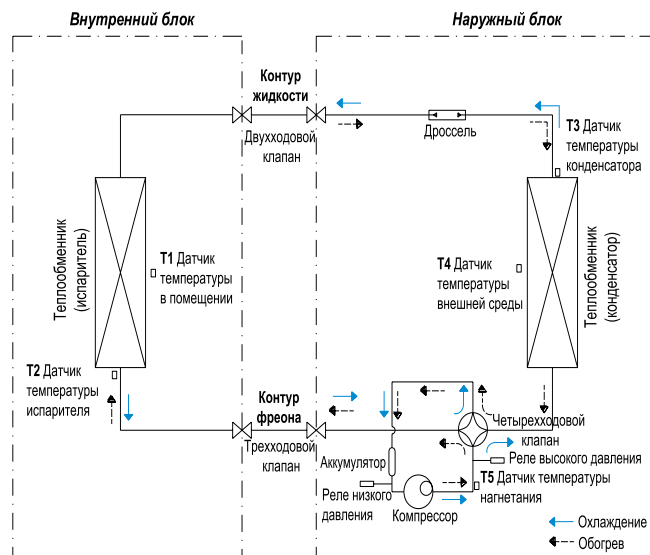 Внутренний блок
Наружный блок
Контур
жидкости
Двухходовой
клапан
Дроссель
T3 Датчик
температуры
конденсатора
Теплообменник
(испаритель)
T1 Датчик
температуры
в помещении
T4 Датчик
температуры
внешней среды
Теплообменник
(конденсатор)
T2 Датчик
температуры
испарителя
Контур
фреона
Трехходовой
клапан
Четырехходовой
клапан
Аккумулятор
Реле высокого давления
Реле низкого
давления
Компрессор
T5 Датчик температуры
нагнетания
Охлаждение
Обогрев